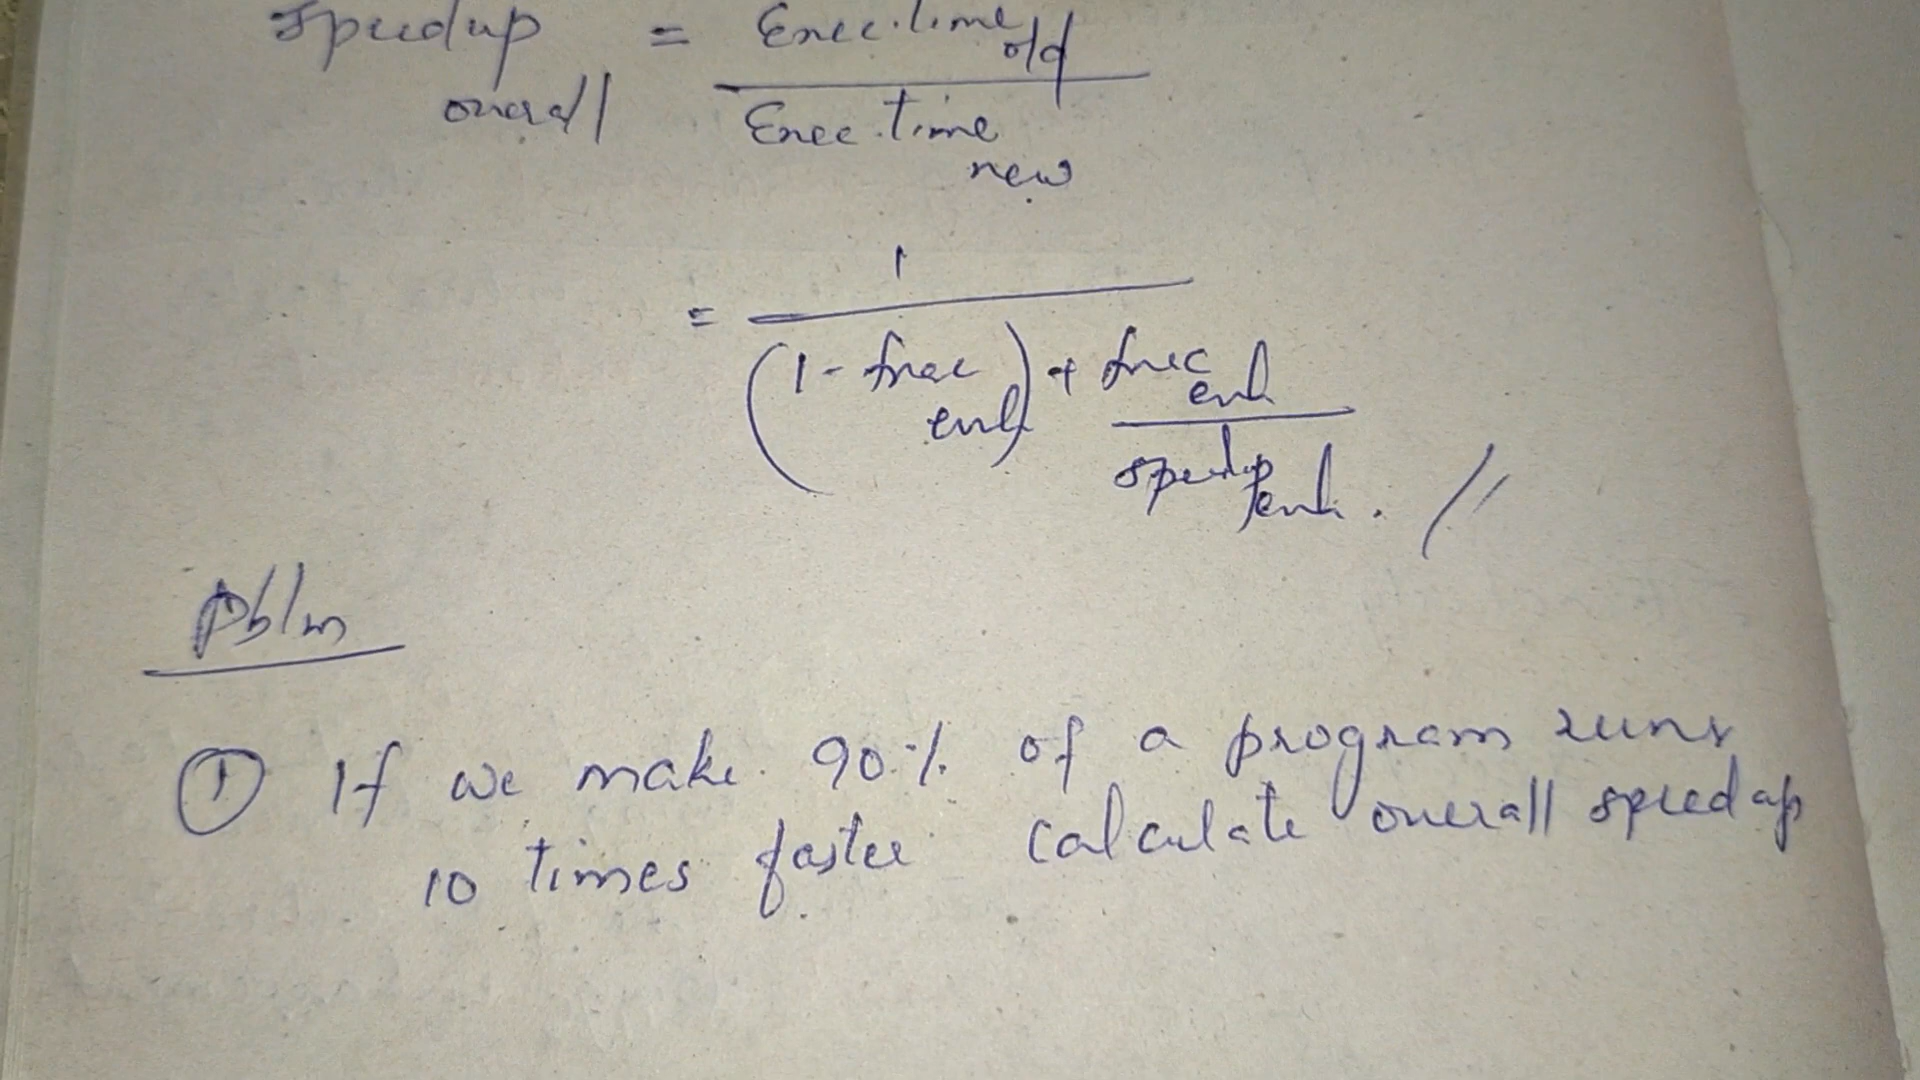 speedup = Exec.time old
overall Exec.time
new
= 1
(1 - frac enh) + frac enh
speedup enh. //
Pblm
① If we make 90% of a program runs
10 times faster calculate overall speedup